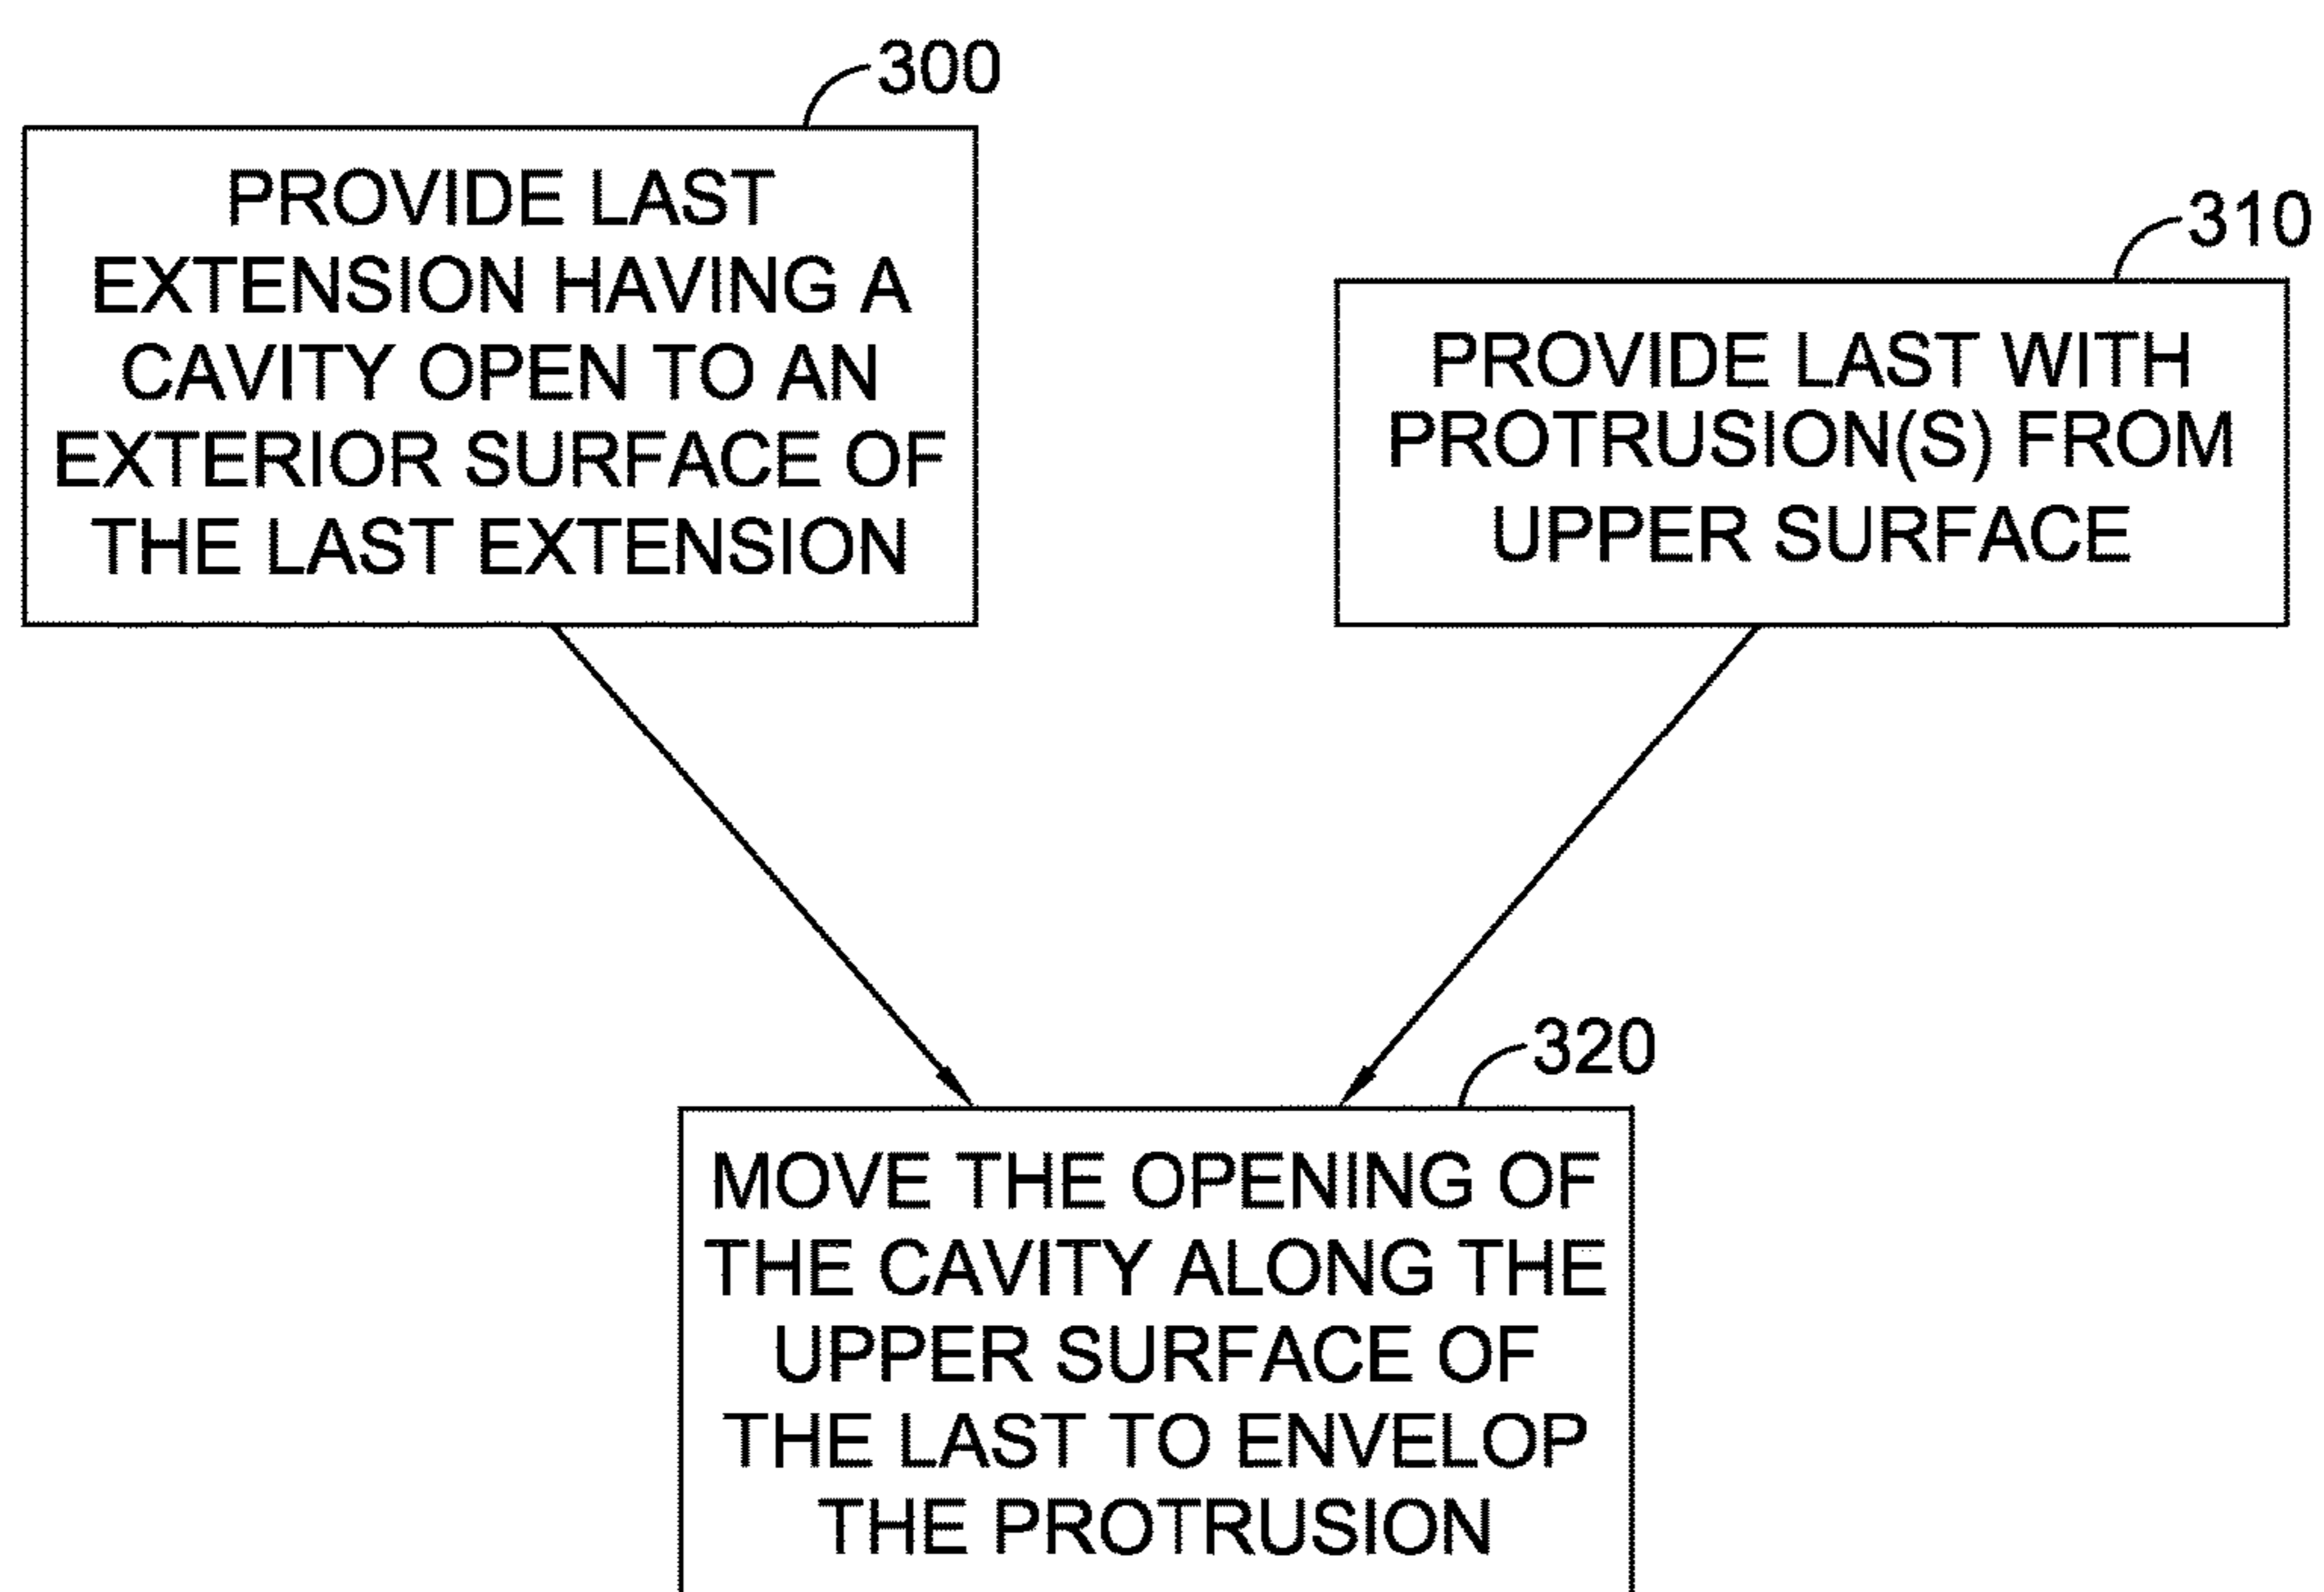 300
PROVIDE LAST
EXTENSION HAVING A
CAVITY OPEN TO AN
EXTERIOR SURFACE OF
THE LAST EXTENSION
310
PROVIDE LAST WITH
PROTRUSION(S) FROM
UPPER SURFACE
320
MOVE THE OPENING OF
THE CAVITY ALONG THE
UPPER SURFACE OF
THE LAST TO ENVELOP
THE PROTRUSION